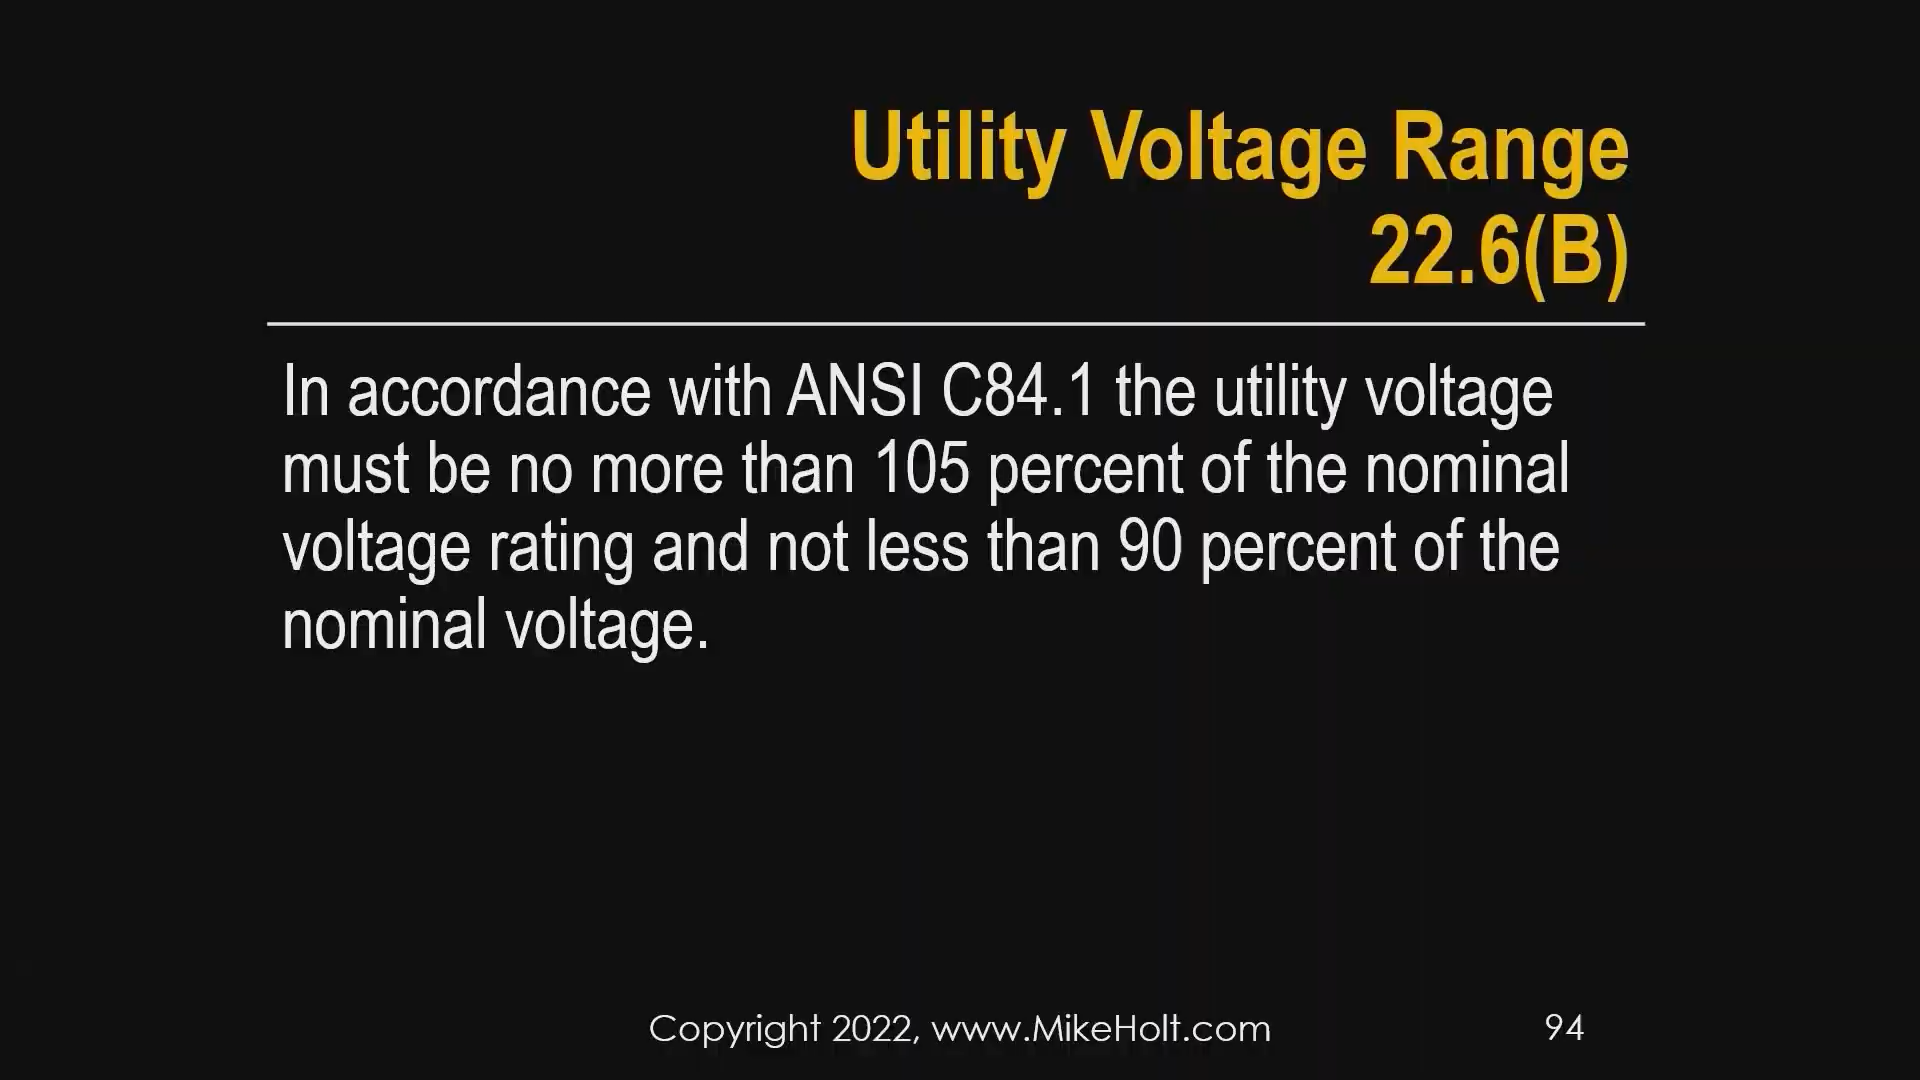 Utility Voltage Range
22.6(B)
In accordance with ANSI C84.1 the utility voltage
must be no more than 105 percent of the nominal
voltage rating and not less than 90 percent of the
nominal voltage.
Copyright 2022, www.MikeHolt.com
94